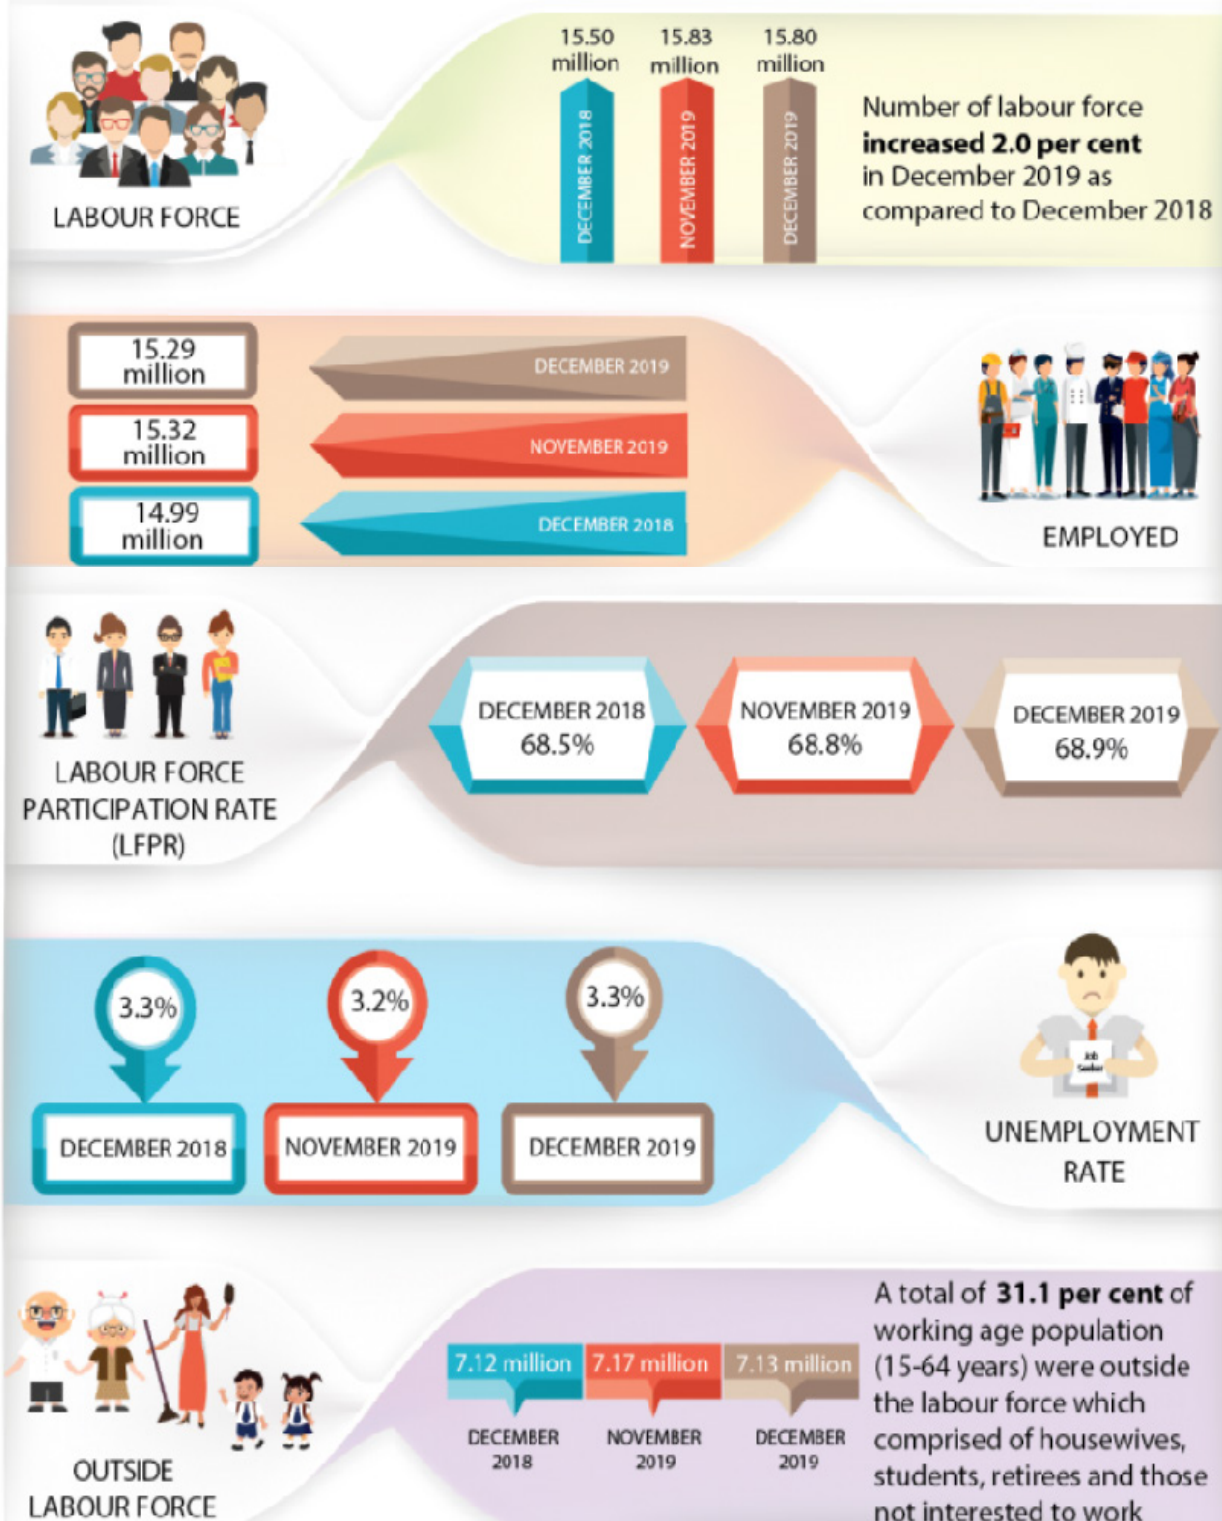 15.50
million
15.83
million
15.80
million
DECEMBER 2018
NOVEMBER 2019
DECEMBER 2019
Number of labour force
increased 2.0 per cent
in December 2019 as
compared to December 2018
LABOUR FORCE
15.29
million
DECEMBER 2019
15.32
million
NOVEMBER 2019
14.99
million
DECEMBER 2018
EMPLOYED
LABOUR FORCE
PARTICIPATION RATE
(LFPR)
DECEMBER 2018
68.5%
NOVEMBER 2019
68.8%
DECEMBER 2019
68.9%
3.3%
3.2%
3.3%
DECEMBER 2018
NOVEMBER 2019
DECEMBER 2019
Job
Seeker
UNEMPLOYMENT
RATE
OUTSIDE
LABOUR FORCE
7.12 million
7.17 million
7.13 million
DECEMBER
2018
NOVEMBER
2019
DECEMBER
2019
A total of 31.1 per cent of
working age population
(15-64 years) were outside
the labour force which
comprised of housewives,
students, retirees and those
not interested to work